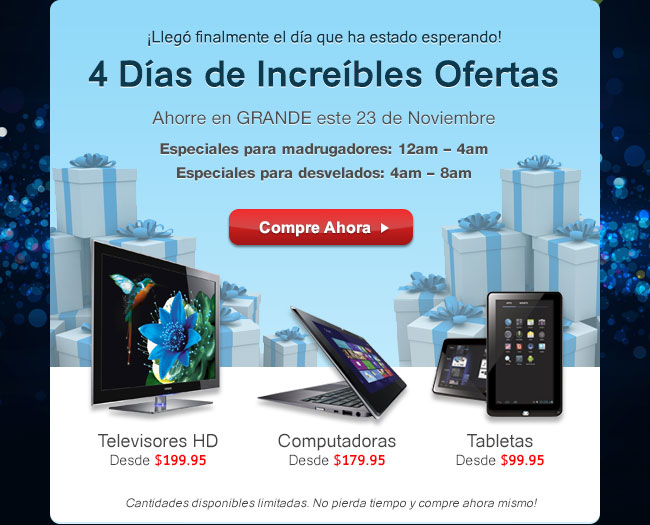 ¡Llegó finalmente el día que ha estado esperando!
4 Días de Increíbles Ofertas
Ahorre en GRANDE este 23 de Noviembre
Especiales para madrugadores: 12am – 4am
Especiales para desvelados: 4am – 8am
Compre Ahora
Televisores HD
Computadoras
Tabletas
Desde $199.95
Desde $179.95
Desde $99.95
Cantidades disponibles limitadas. No pierda tiempo y compre ahora mismo!